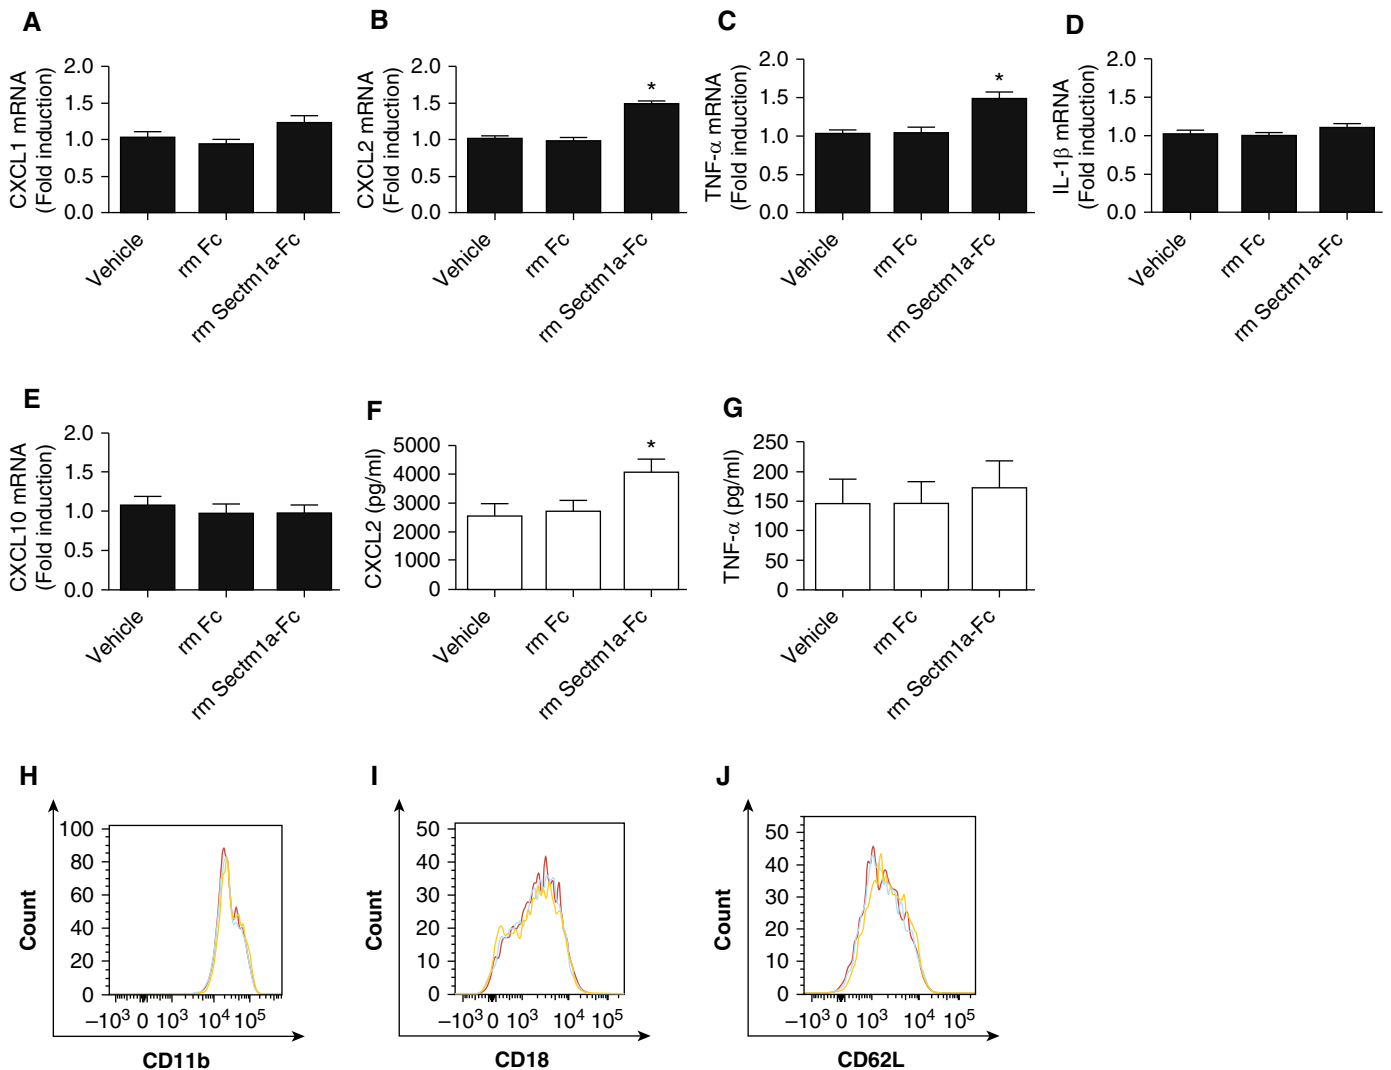 A
CXCL1 mRNA
(Fold induction)
2.0
1.5
1.0
0.5
0.0
Vehicle
rm Fc
rm Sectm1a-Fc
B
CXCL2 mRNA
(Fold induction)
2.0
1.5
1.0
0.5
0.0
*
Vehicle
rm Fc
rm Sectm1a-Fc
C
TNF-α mRNA
(Fold induction)
2.0
1.5
1.0
0.5
0.0
*
Vehicle
rm Fc
rm Sectm1a-Fc
D
IL-1β mRNA
(Fold induction)
2.0
1.5
1.0
0.5
0.0
Vehicle
rm Fc
rm Sectm1a-Fc
E
CXCL10 mRNA
(Fold induction)
2.0
1.5
1.0
0.5
0.0
Vehicle
rm Fc
rm Sectm1a-Fc
F
CXCL2 (pg/ml)
5000
4000
3000
2000
1000
0
*
Vehicle
rm Fc
rm Sectm1a-Fc
G
TNF-α (pg/ml)
250
200
150
100
50
0
Vehicle
rm Fc
rm Sectm1a-Fc
H
Count
100
80
60
40
20
0
−10³ 0 10³ 10⁴ 10⁵
CD11b
I
Count
50
40
30
20
10
0
−10³ 0 10³ 10⁴ 10⁵
CD18
J
Count
50
40
30
20
10
0
−10³ 0 10³ 10⁴ 10⁵
CD62L